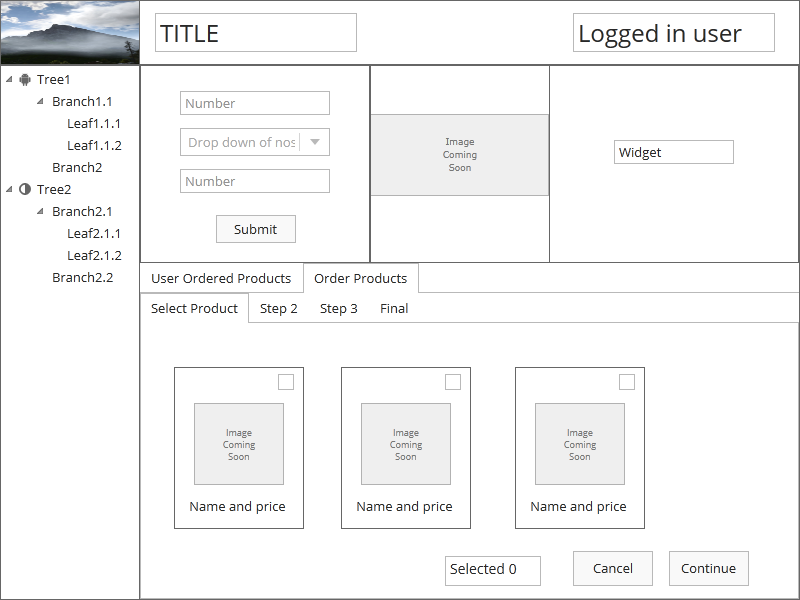 TITLE
Logged in user
Tree1
Branch1.1
Leaf1.1.1
Leaf1.1.2
Branch2
Tree2
Branch2.1
Leaf2.1.1
Leaf2.1.2
Branch2.2
Number
Drop down of nos
Number
Submit
Image
Coming
Soon
Widget
User Ordered Products
Order Products
Select Product
Step 2
Step 3
Final
Image
Coming
Soon
Name and price
Image
Coming
Soon
Name and price
Image
Coming
Soon
Name and price
Selected 0
Cancel
Continue